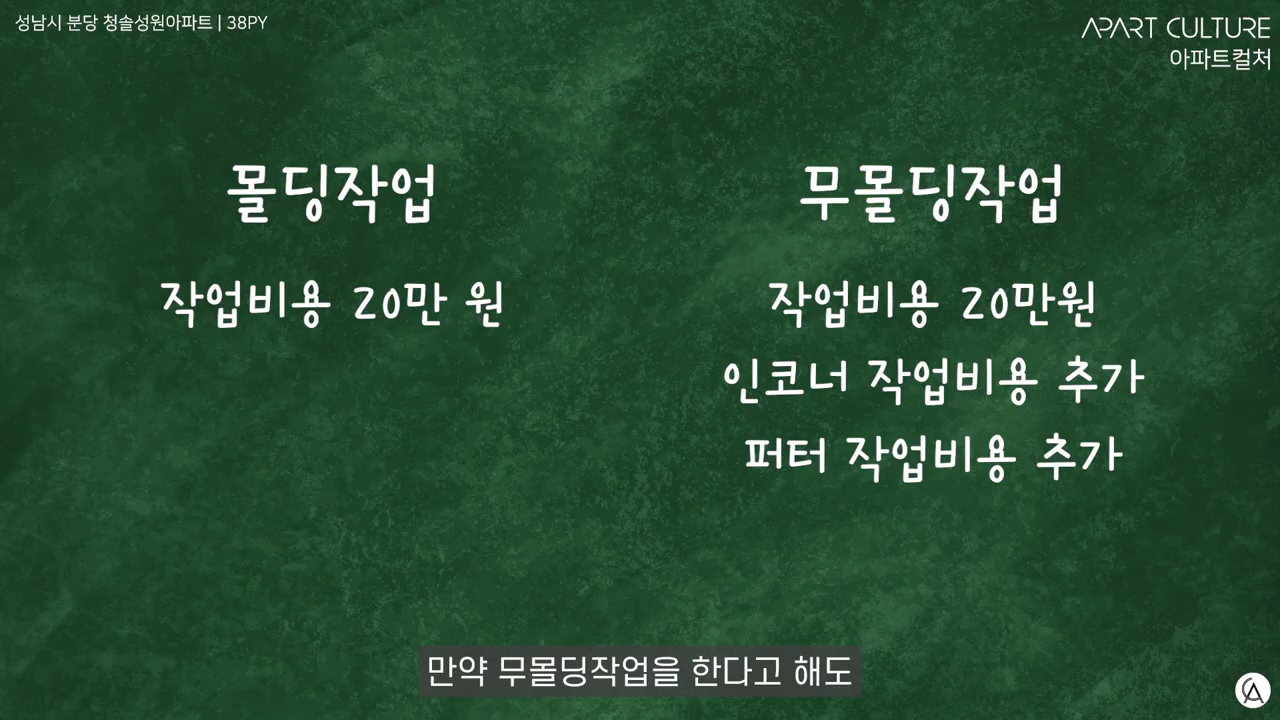 성남시 분당 청솔성원아파트 | 38PY
APART CULTURE
아파트컬처
몰딩작업
작업비용 20만 원
무몰딩작업
작업비용 20만원
인코너 작업비용 추가
퍼터 작업비용 추가
만약 무몰딩작업을 한다고 해도
CA